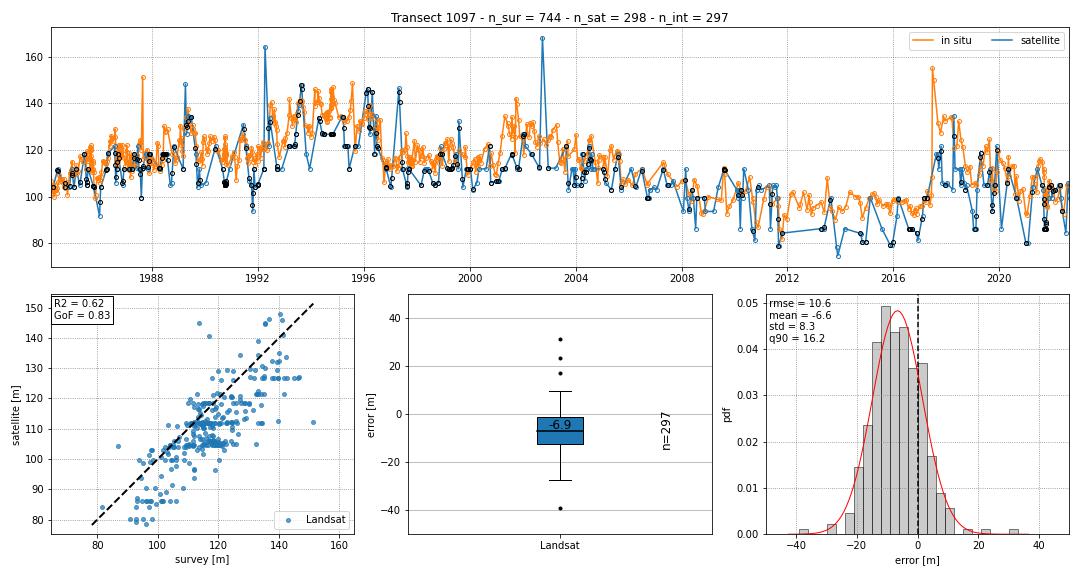 Transect 1097 - n_sur = 744 - n_sat = 298 - n_int = 297
in situ
satellite
160
140
120
100
80
1988
1992
1996
2000
2004
2008
2012
2016
2020
R2 = 0.62
GoF = 0.83
150
140
130
120
110
100
90
80
satellite [m]
80
100
120
140
160
survey [m]
Landsat
40
20
0
−20
−40
error [m]
-6.9
n=297
Landsat
rmse = 10.6
mean = -6.6
std = 8.3
q90 = 16.2
0.05
0.04
0.03
0.02
0.01
0.00
pdf
−40
−20
0
20
40
error [m]